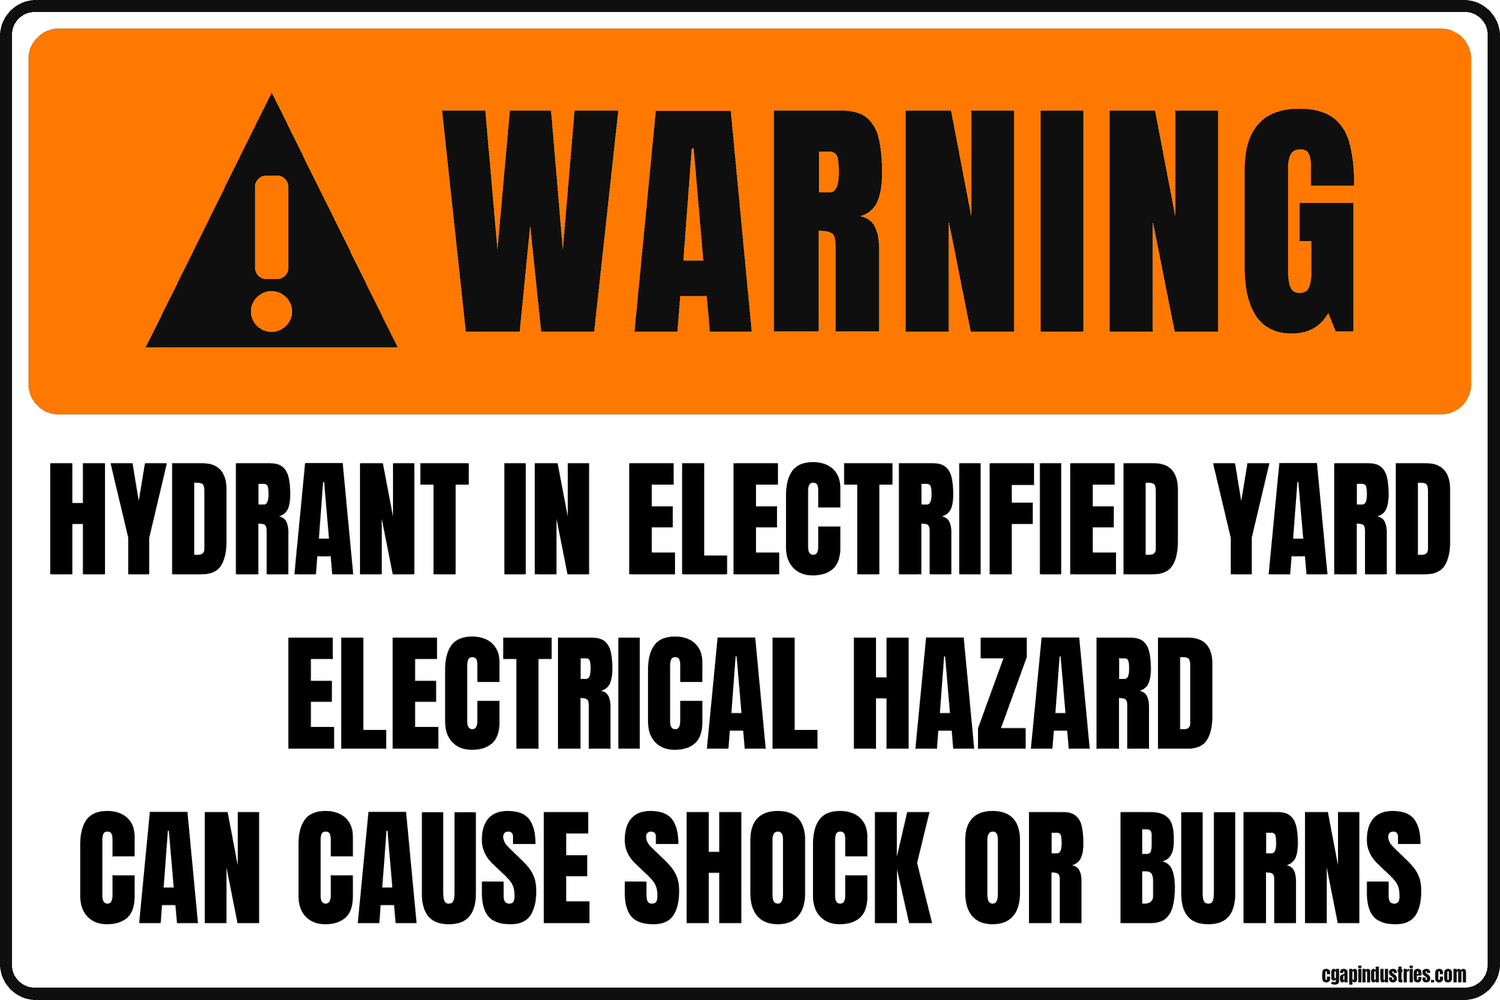 WARNING
HYDRANT IN ELECTRIFIED YARD
ELECTRICAL HAZARD
CAN CAUSE SHOCK OR BURNS
cgapindustries.com